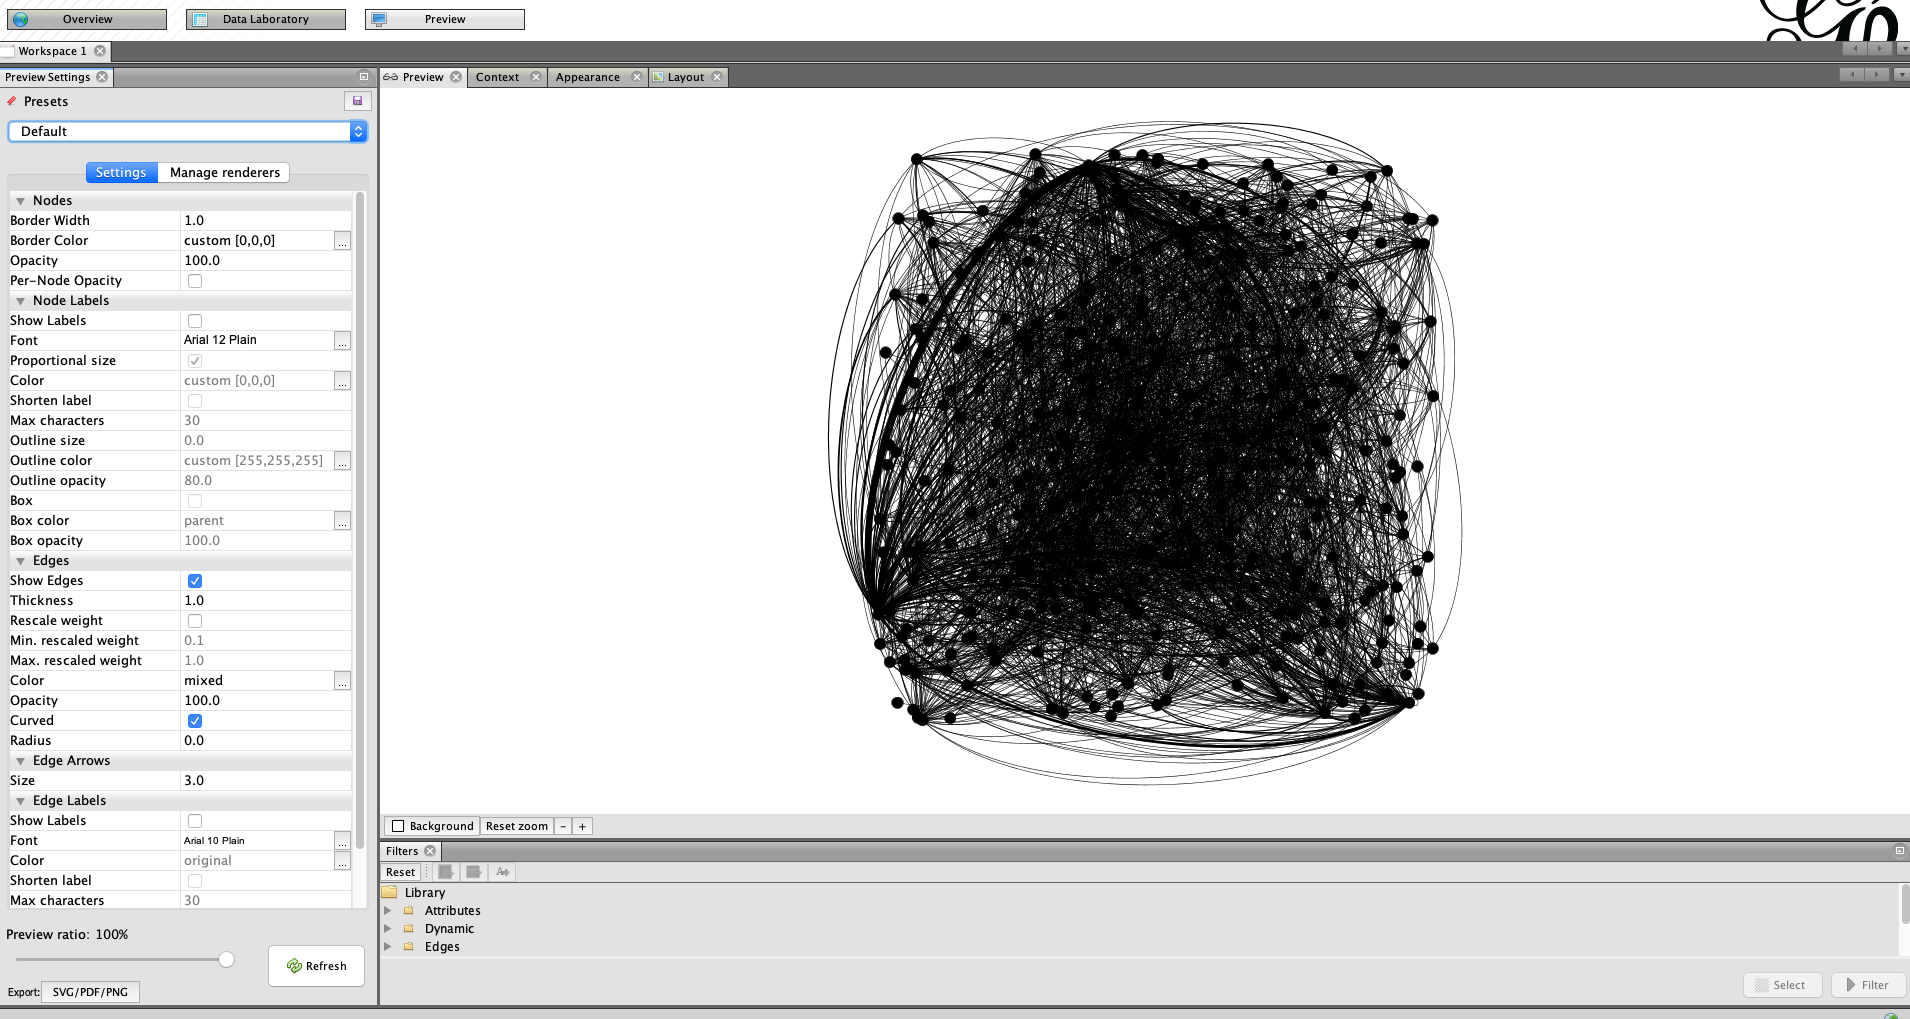 Overview
Data Laboratory
Preview
Workspace 1
Preview Settings
Presets
Default
Settings
Manage renderers
Nodes
Border Width 1.0
Border Color custom [0,0,0] ...
Opacity 100.0
Per-Node Opacity
Node Labels
Show Labels
Font Arial 12 Plain ...
Proportional size
Color custom [0,0,0] ...
Shorten label
Max characters 30
Outline size 0.0
Outline color custom [255,255,255] ...
Outline opacity 80.0
Box
Box color parent ...
Box opacity 100.0
Edges
Show Edges
Thickness 1.0
Rescale weight
Min. rescaled weight 0.1
Max. rescaled weight 1.0
Color mixed ...
Opacity 100.0
Curved
Radius 0.0
Edge Arrows
Size 3.0
Edge Labels
Show Labels
Font Arial 10 Plain ...
Color original ...
Shorten label
Max characters 30
Preview ratio: 100%
Refresh
Export: SVG/PDF/PNG
Preview
Context
Appearance
Layout
Background
Reset zoom
-
+
Filters
Reset
Library
Attributes
Dynamic
Edges
Select
Filter